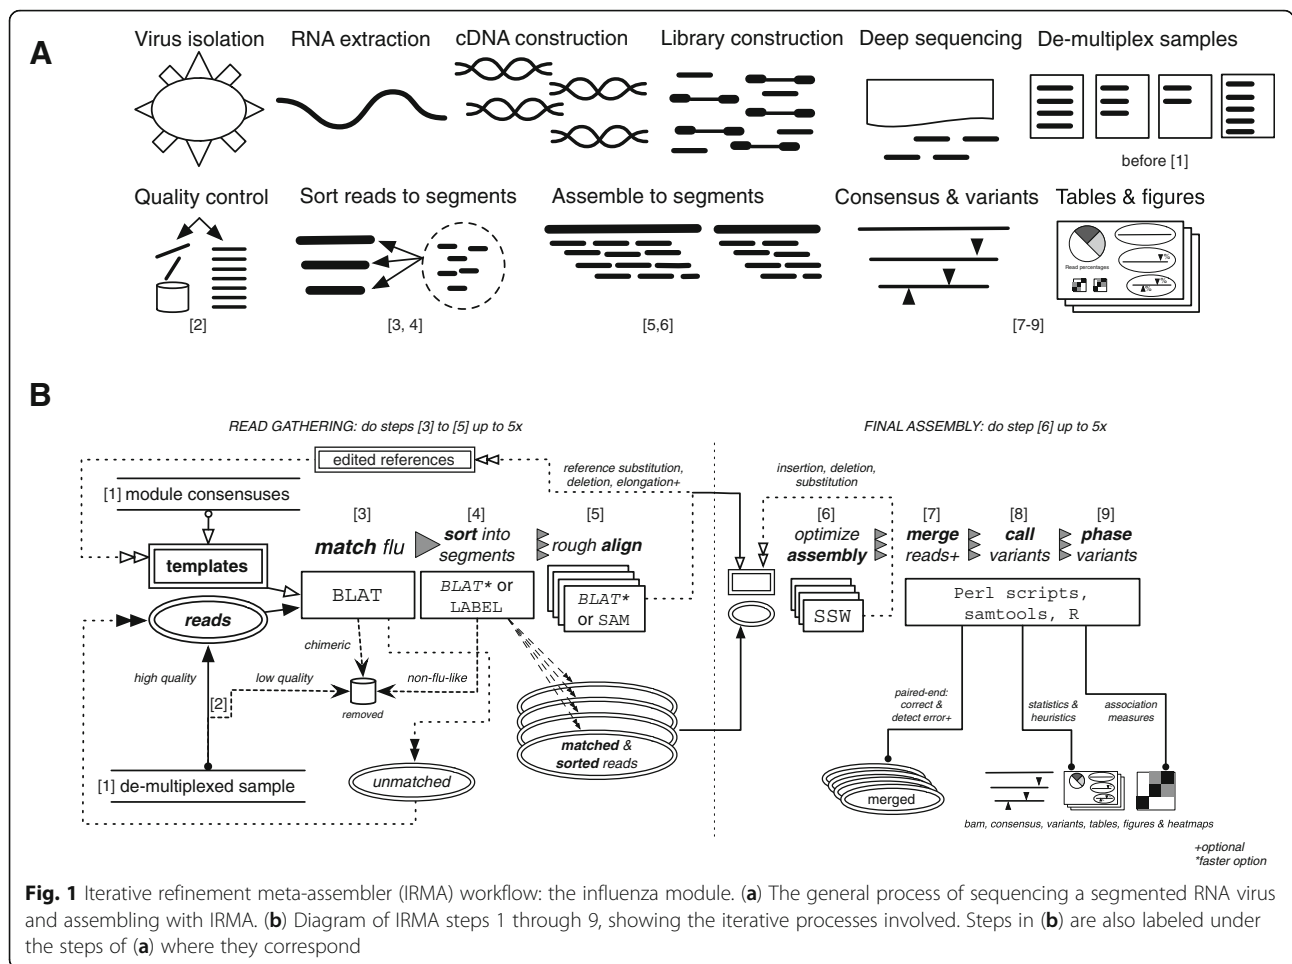 A
Virus isolation
RNA extraction
cDNA construction
Library construction
Deep sequencing
De-multiplex samples
before [1]
Quality control
Sort reads to segments
Assemble to segments
Consensus & variants
Tables & figures
Read percentages
%
%
%
[2]
[3, 4]
[5,6]
[7-9]
B
READ GATHERING: do steps [3] to [5] up to 5x
FINAL ASSEMBLY: do step [6] up to 5x
edited references
reference substitution,
deletion, elongation+
insertion, deletion,
substitution
[1] module consensuses
[3]
match flu
[4]
sort into
segments
[5]
rough align
[6]
optimize
assembly
[7]
merge
reads+
[8]
call
variants
[9]
phase
variants
templates
reads
BLAT
BLAT* or
LABEL
BLAT*
or SAM
SSW
Perl scripts,
samtools, R
chimeric
high quality
low quality
non-flu-like
[2]
removed
paired-end:
correct &
detect error+
statistics &
heuristics
association
measures
matched &
sorted reads
unmatched
[1] de-multiplexed sample
merged
bam, consensus, variants, tables, figures & heatmaps
+optional
*faster option
Fig. 1 Iterative refinement meta-assembler (IRMA) workflow: the influenza module. (a) The general process of sequencing a segmented RNA virus
and assembling with IRMA. (b) Diagram of IRMA steps 1 through 9, showing the iterative processes involved. Steps in (b) are also labeled under
the steps of (a) where they correspond